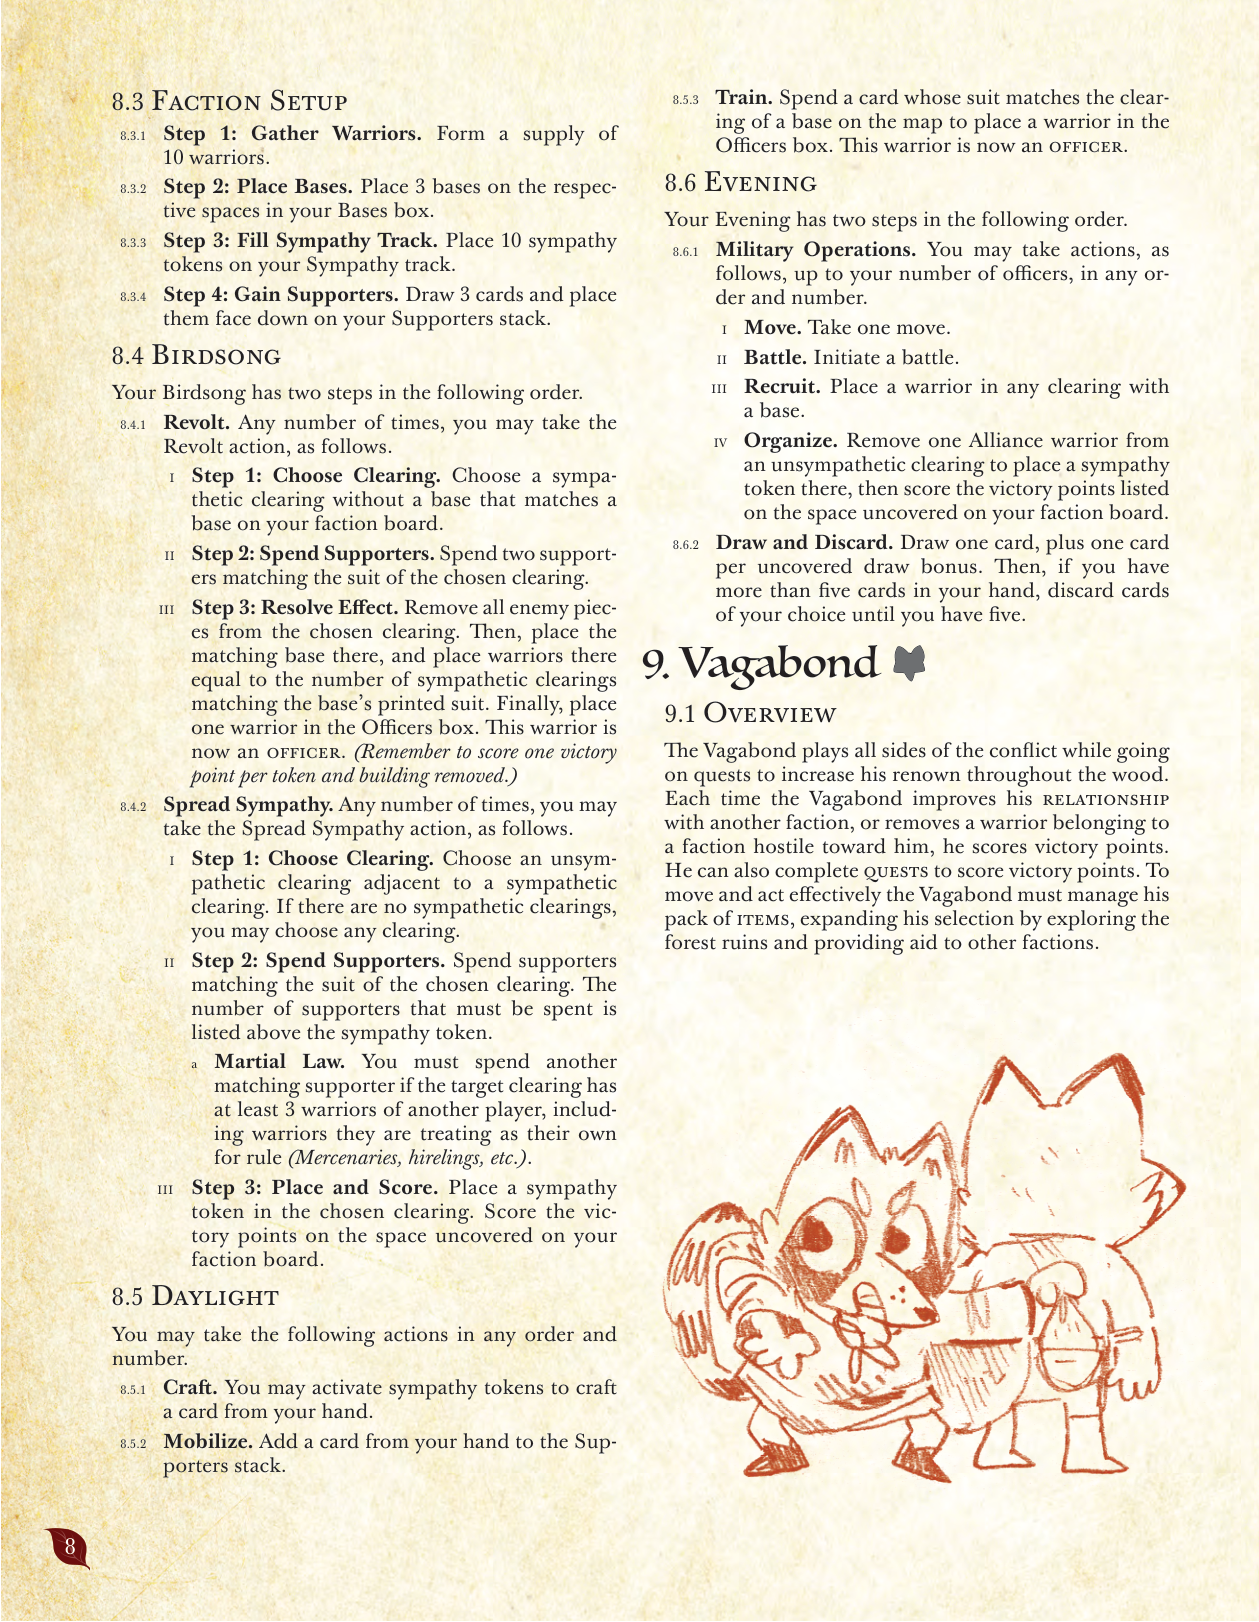 8.3 Faction Setup
8.3.1 Step 1: Gather Warriors. Form a supply of
10 warriors.
8.3.2 Step 2: Place Bases. Place 3 bases on the respec-
tive spaces in your Bases box.
8.3.3 Step 3: Fill Sympathy Track. Place 10 sympathy
tokens on your Sympathy track.
8.3.4 Step 4: Gain Supporters. Draw 3 cards and place
them face down on your Supporters stack.
8.4 Birdsong
Your Birdsong has two steps in the following order.
8.4.1 Revolt. Any number of times, you may take the
Revolt action, as follows.
I Step 1: Choose Clearing. Choose a sympa-
thetic clearing without a base that matches a
base on your faction board.
II Step 2: Spend Supporters. Spend two support-
ers matching the suit of the chosen clearing.
III Step 3: Resolve Effect. Remove all enemy piec-
es from the chosen clearing. Then, place the
matching base there, and place warriors there
equal to the number of sympathetic clearings
matching the base's printed suit. Finally, place
one warrior in the Officers box. This warrior is
now an officer. (Remember to score one victory
point per token and building removed.)
8.4.2 Spread Sympathy. Any number of times, you may
take the Spread Sympathy action, as follows.
I Step 1: Choose Clearing. Choose an unsym-
pathetic clearing adjacent to a sympathetic
clearing. If there are no sympathetic clearings,
you may choose any clearing.
II Step 2: Spend Supporters. Spend supporters
matching the suit of the chosen clearing. The
number of supporters that must be spent is
listed above the sympathy token.
a Martial Law. You must spend another
matching supporter if the target clearing has
at least 3 warriors of another player, includ-
ing warriors they are treating as their own
for rule (Mercenaries, hirelings, etc.).
III Step 3: Place and Score. Place a sympathy
token in the chosen clearing. Score the vic-
tory points on the space uncovered on your
faction board.
8.5 Daylight
You may take the following actions in any order and
number.
8.5.1 Craft. You may activate sympathy tokens to craft
a card from your hand.
8.5.2 Mobilize. Add a card from your hand to the Sup-
porters stack.
8.5.3 Train. Spend a card whose suit matches the clear-
ing of a base on the map to place a warrior in the
Officers box. This warrior is now an officer.
8.6 Evening
Your Evening has two steps in the following order.
8.6.1 Military Operations. You may take actions, as
follows, up to your number of officers, in any or-
der and number.
I Move. Take one move.
II Battle. Initiate a battle.
III Recruit. Place a warrior in any clearing with
a base.
IV Organize. Remove one Alliance warrior from
an unsympathetic clearing to place a sympathy
token there, then score the victory points listed
on the space uncovered on your faction board.
8.6.2 Draw and Discard. Draw one card, plus one card
per uncovered draw bonus. Then, if you have
more than five cards in your hand, discard cards
of your choice until you have five.
9. Vagabond
9.1 Overview
The Vagabond plays all sides of the conflict while going
on quests to increase his renown throughout the wood.
Each time the Vagabond improves his relationship
with another faction, or removes a warrior belonging to
a faction hostile toward him, he scores victory points.
He can also complete quests to score victory points. To
move and act effectively the Vagabond must manage his
pack of items, expanding his selection by exploring the
forest ruins and providing aid to other factions.
8